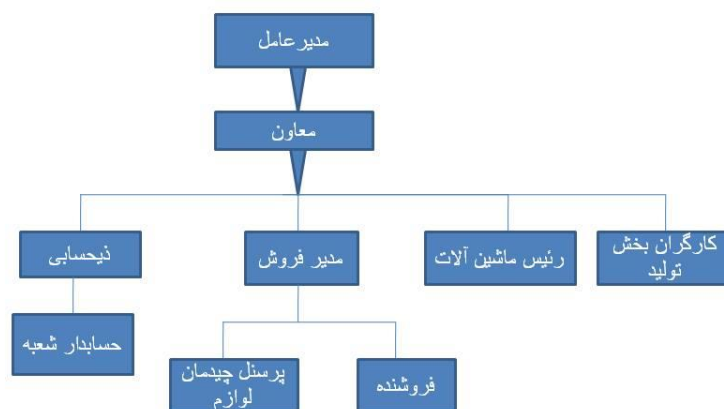 مدیرعامل
معاون
کارگران بخش
تولید
رئیس ماشین آلات
مدیر فروش
ذیحسابی
فروشنده
پرسنل چیدمان
لوازم
حسابدار شعبه